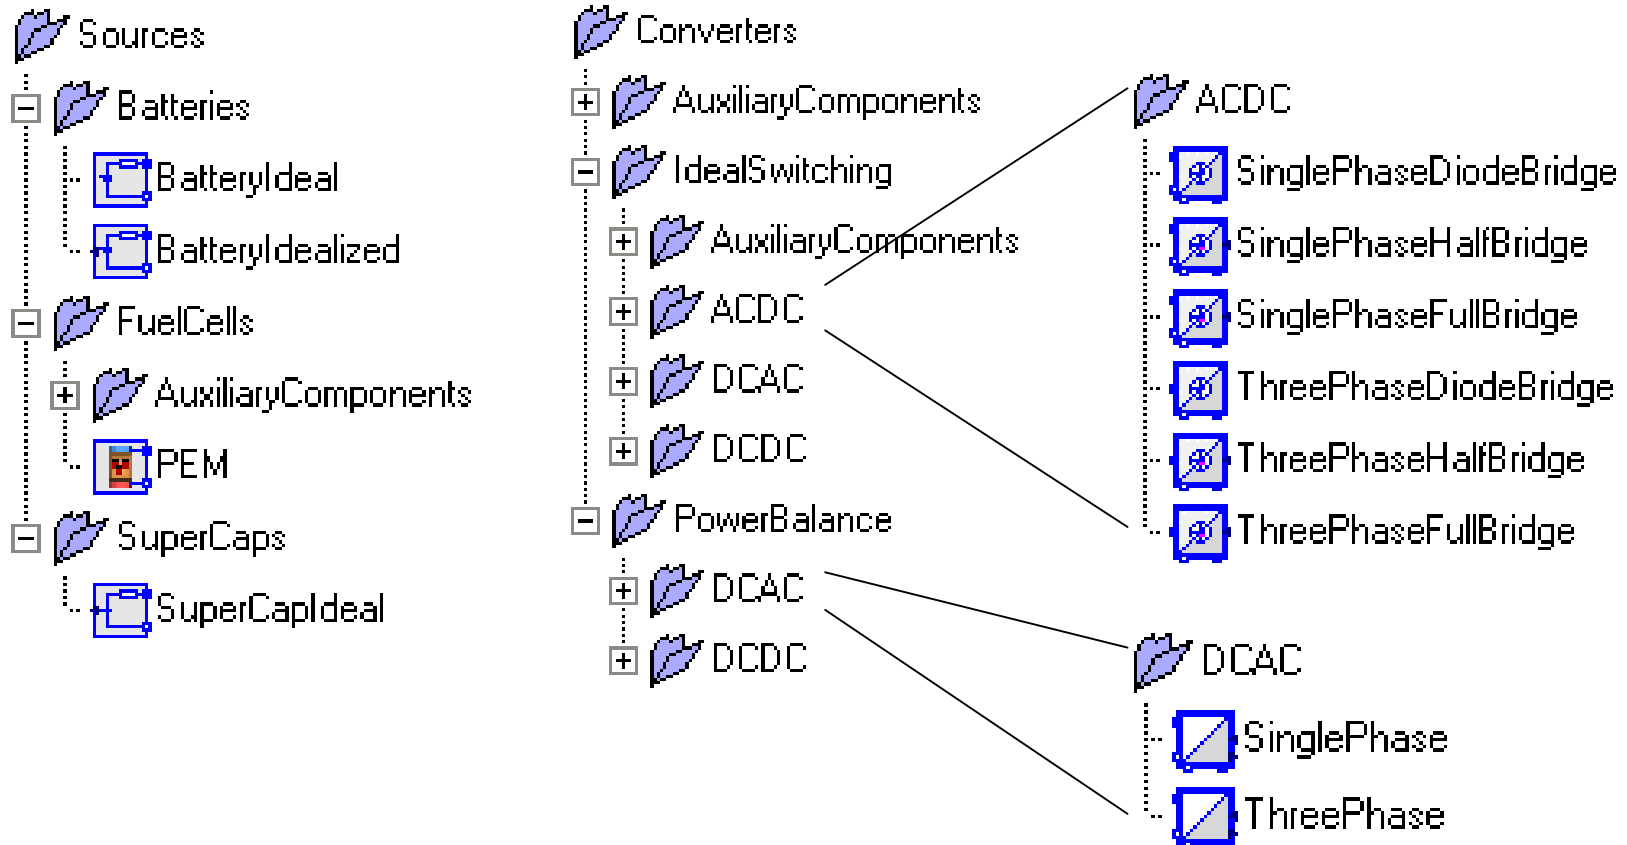 Sources
Batteries
BatteryIdeal
BatteryIdealized
FuelCells
AuxiliaryComponents
PEM
SuperCaps
SuperCapIdeal
Converters
AuxiliaryComponents
IdealSwitching
AuxiliaryComponents
ACDC
DCAC
DCDC
PowerBalance
DCAC
DCDC
ACDC
SinglePhaseDiodeBridge
SinglePhaseHalfBridge
SinglePhaseFullBridge
ThreePhaseDiodeBridge
ThreePhaseHalfBridge
ThreePhaseFullBridge
DCAC
SinglePhase
ThreePhase